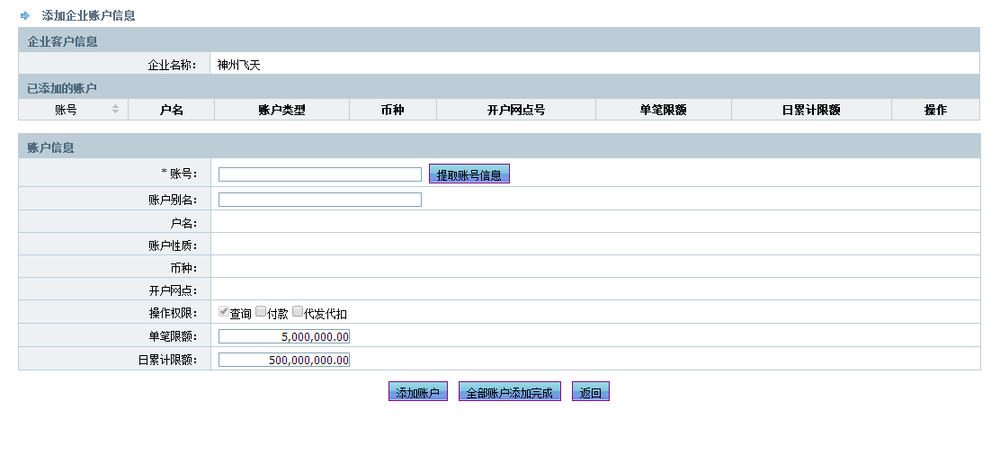 添加企业账户信息
企业客户信息
企业名称： 神州飞天
已添加的账户
账号 户名 账户类型 币种 开户网点号 单笔限额 日累计限额 操作
账户信息
* 账号： 提取账号信息
账户别名：
户名：
账户性质：
币种：
开户网点：
操作权限： 查询 付款 代发代扣
单笔限额： 5,000,000.00
日累计限额： 500,000,000.00
添加账户 全部账户添加完成 返回